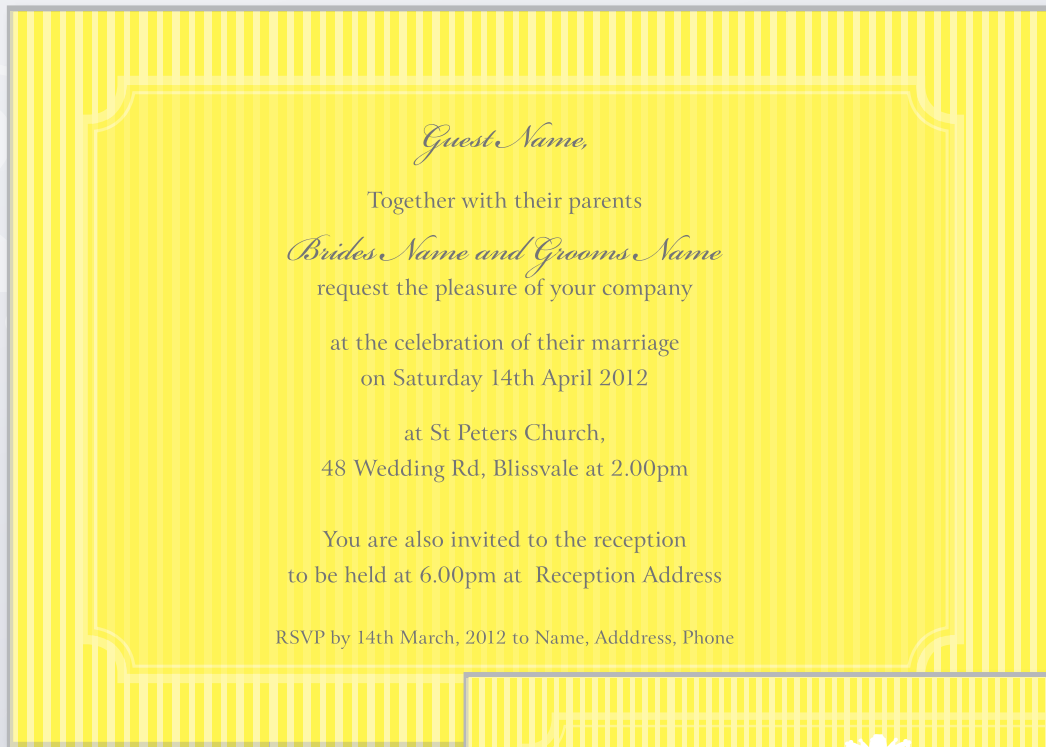 Guest Name,
Together with their parents
Brides Name and Grooms Name
request the pleasure of your company
at the celebration of their marriage
on Saturday 14th April 2012
at St Peters Church,
48 Wedding Rd, Blissvale at 2.00pm
You are also invited to the reception
to be held at 6.00pm at  Reception Address
RSVP by 14th March, 2012 to Name, Adddress, Phone